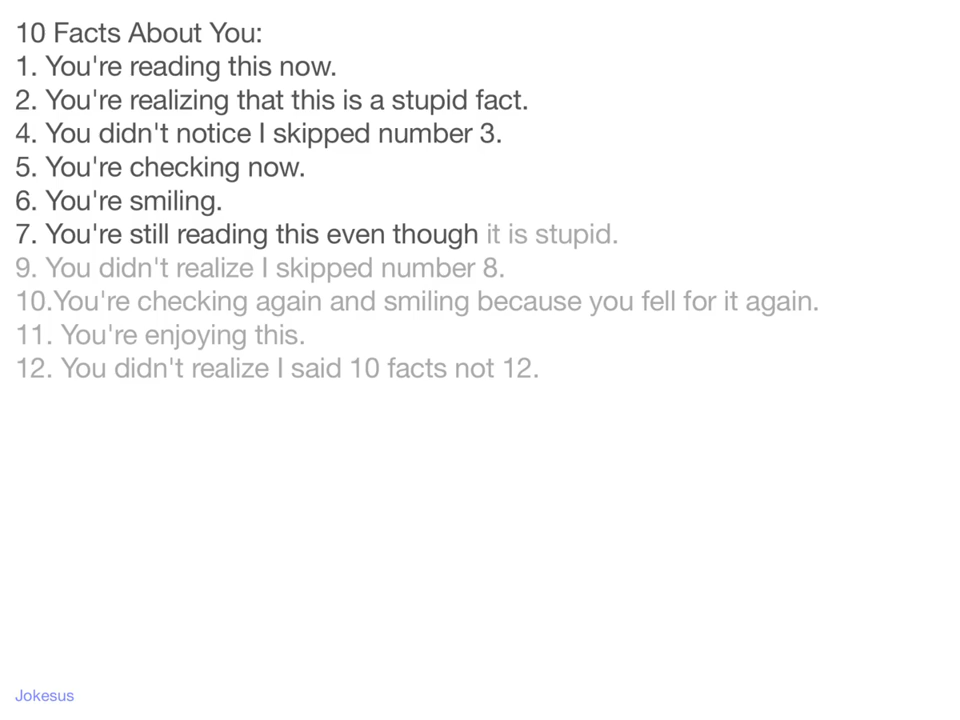 10 Facts About You:
1. You're reading this now.
2. You're realizing that this is a stupid fact.
4. You didn't notice I skipped number 3.
5. You're checking now.
6. You're smiling.
7. You're still reading this even though it is stupid.
9. You didn't realize I skipped number 8.
10.You're checking again and smiling because you fell for it again.
11. You're enjoying this.
12. You didn't realize I said 10 facts not 12.
Jokesus